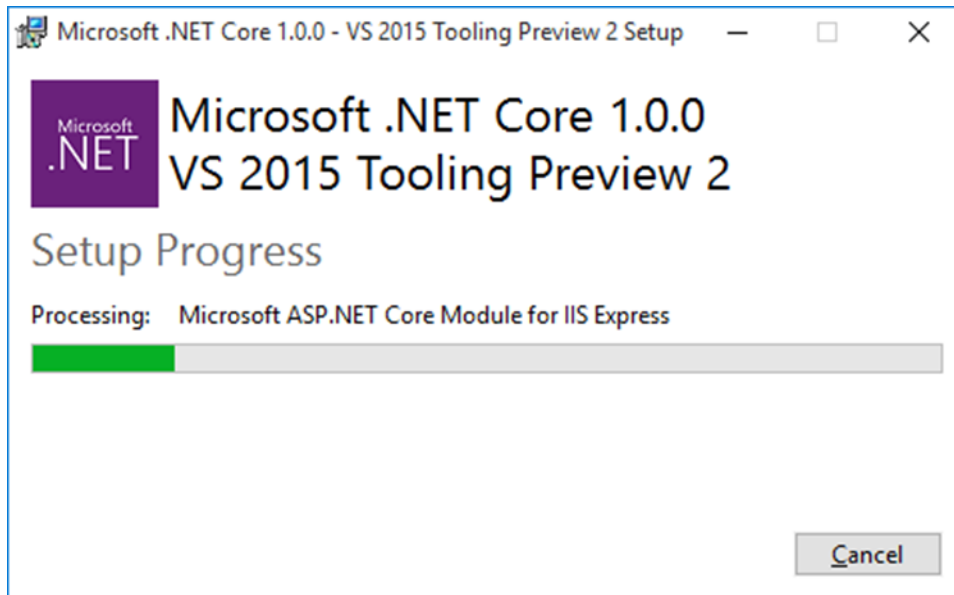 Microsoft .NET Core 1.0.0 - VS 2015 Tooling Preview 2 Setup
Microsoft
.NET
Microsoft .NET Core 1.0.0
VS 2015 Tooling Preview 2
Setup Progress
Processing: Microsoft ASP.NET Core Module for IIS Express
Cancel